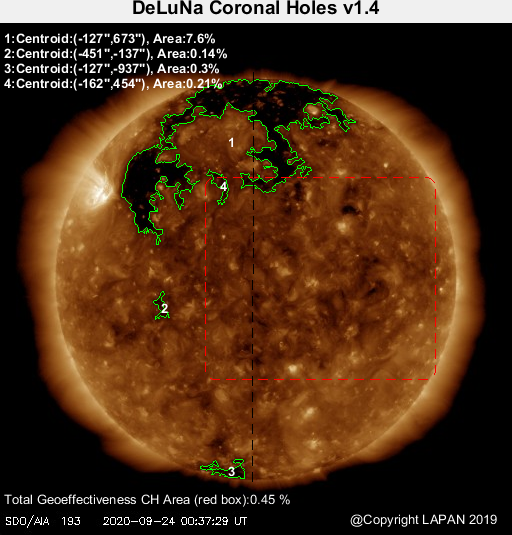 DeLuNa Coronal Holes v1.4
1:Centroid:(-127",673"), Area:7.6%
2:Centroid:(-451",-137"), Area:0.14%
3:Centroid:(-127",-937"), Area:0.3%
4:Centroid:(-162",454"), Area:0.21%
1
4
2
3
Total Geoeffectiveness CH Area (red box):0.45 %
SDO/AIA 193 2020-09-24 00:37:29 UT
@Copyright LAPAN 2019